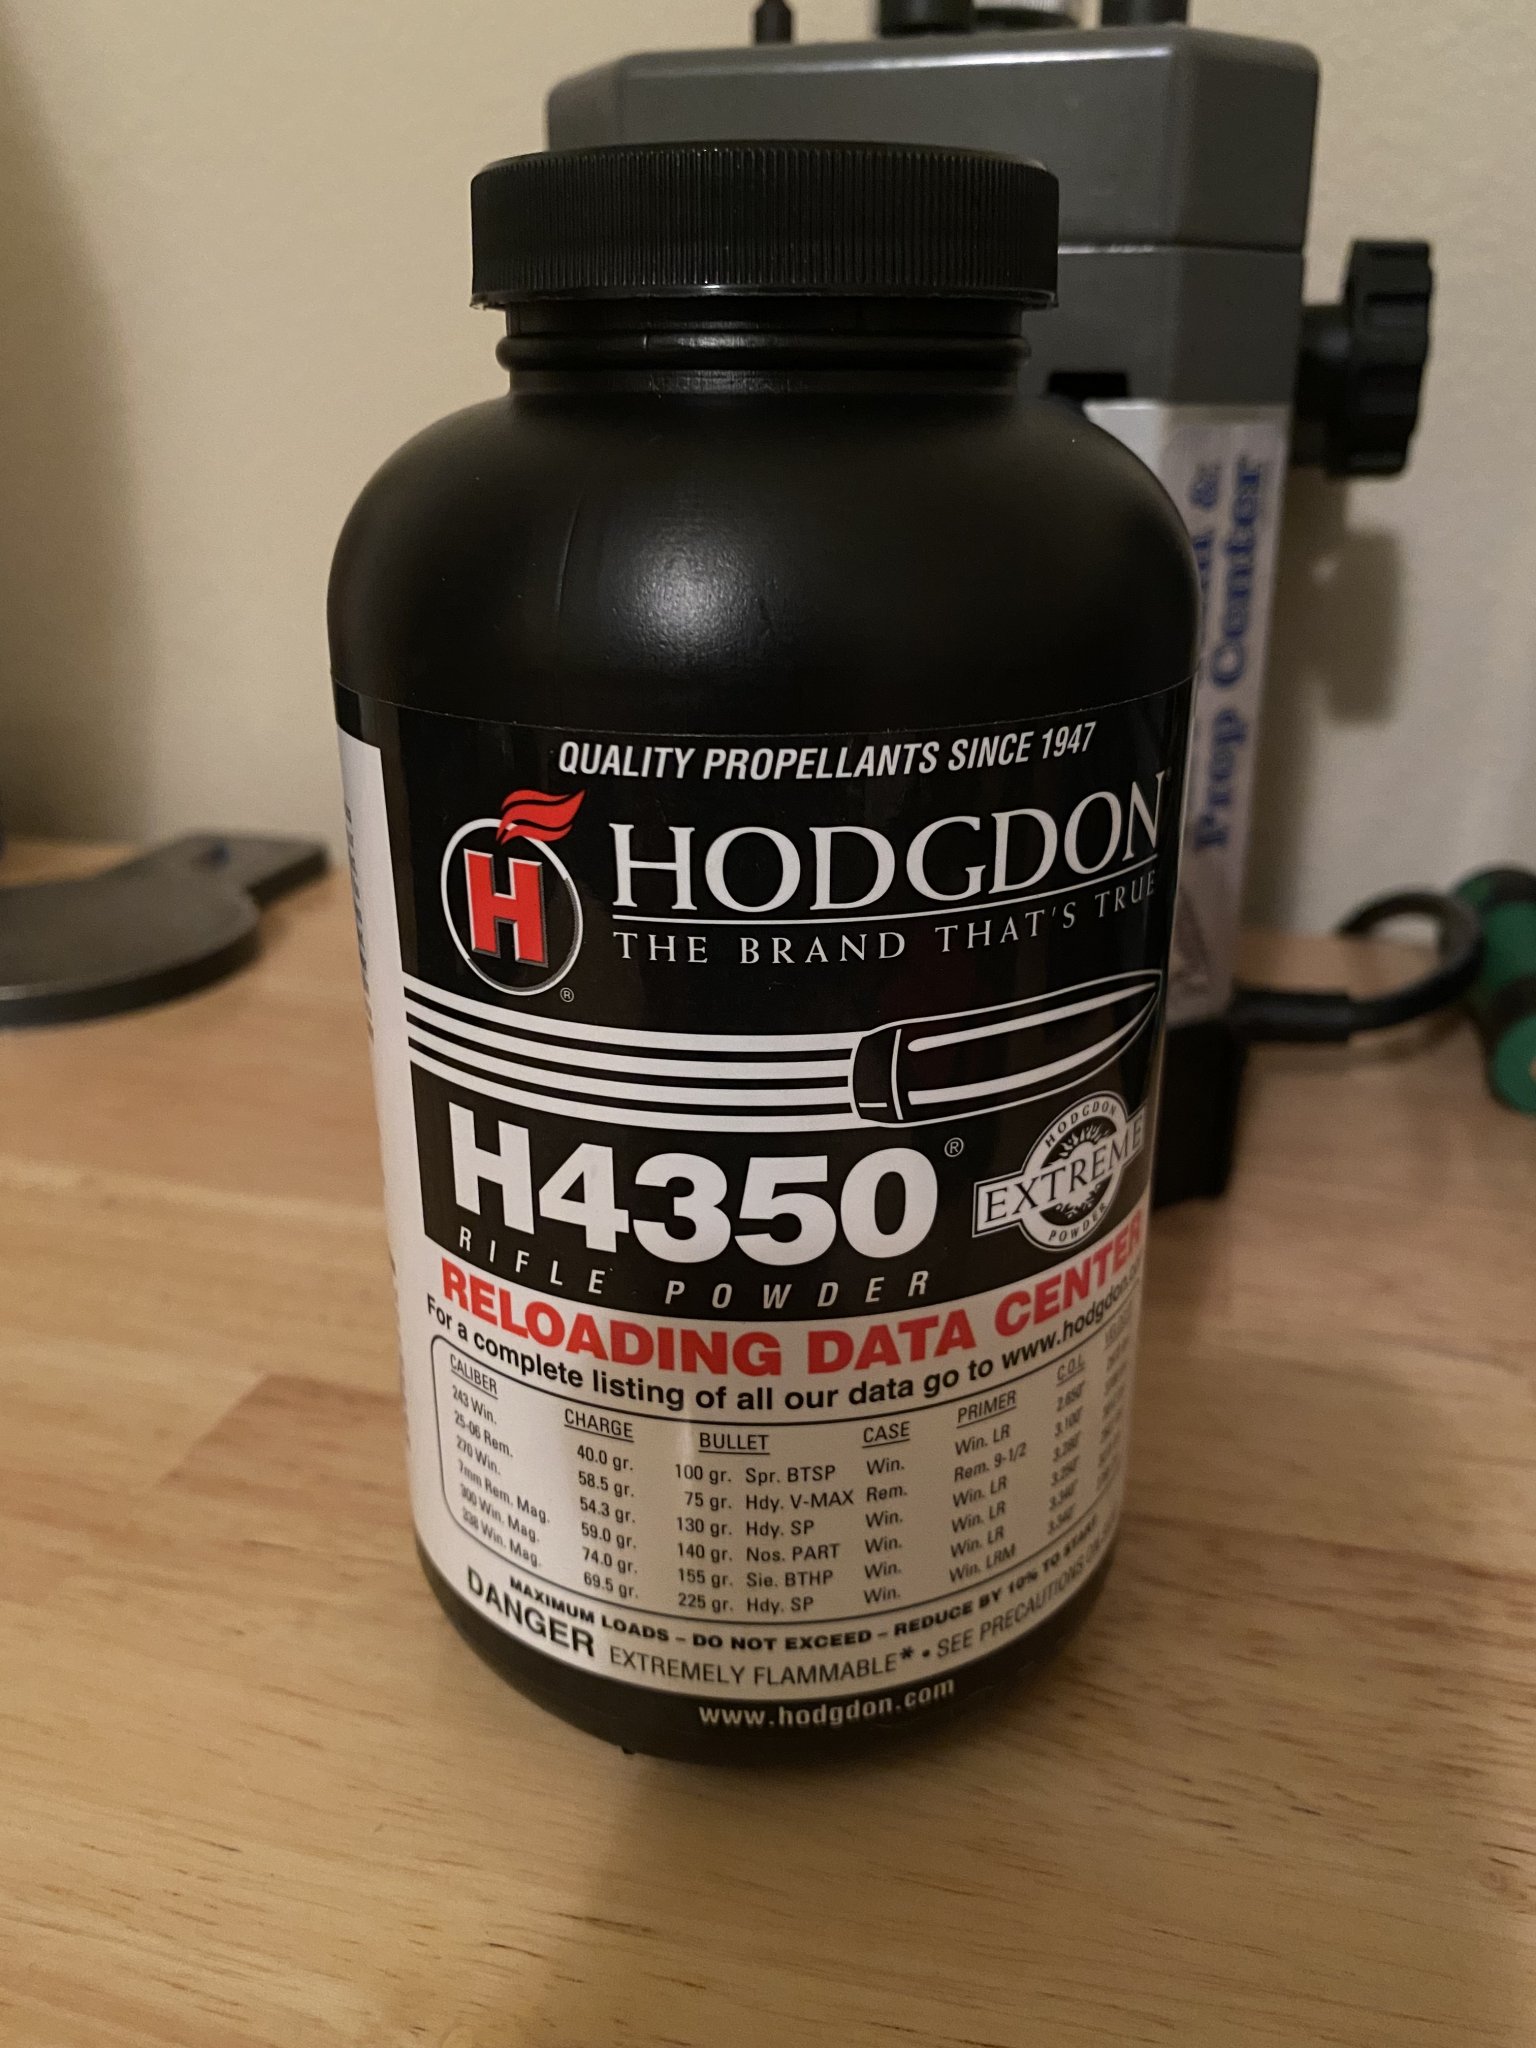 QUALITY PROPELLANTS SINCE 1947
H
®
HODGDON
THE BRAND THAT'S TRUE
H4350®
RIFLE POWDER
HODGDON
EXTREME
POWDER
RELOADING DATA CENTER
For a complete listing of all our data go to www.hodgdon.
CALIBER CHARGE BULLET CASE PRIMER C.O.L.
243 Win. 40.0 gr. 100 gr. Spr. BTSP Win. Win. LR 2.650"
25-06 Rem. 58.5 gr. 75 gr. Hdy. V-MAX Rem. Rem. 9-1/2 3.100"
270 Win. 54.3 gr. 130 gr. Hdy. SP Win. Win. LR
7mm Rem. Mag. 59.0 gr. 140 gr. Nos. PART Win. Win. LR
300 Win. Mag. 74.0 gr. 155 gr. Sie. BTHP Win. Win. LR
338 Win. Mag. 69.5 gr. 225 gr. Hdy. SP Win. Win. LRM
MAXIMUM LOADS – DO NOT EXCEED – REDUCE BY 10% TO START
DANGER EXTREMELY FLAMMABLE* • SEE PRECAUTIONS
www.hodgdon.com
&
Prep Center